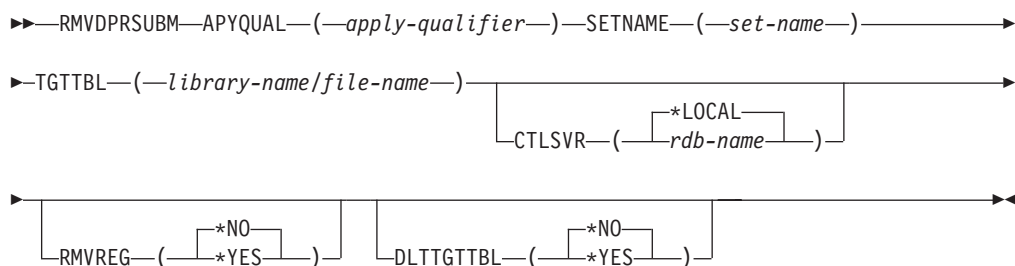 RMVDPRSUBM APYQUAL ( apply-qualifier ) SETNAME ( set-name )
TGTTBL ( library-name/file-name )
*LOCAL
CTLSVR ( rdb-name )
*NO *NO
RMVREG ( *YES ) DLTTGTTBL ( *YES )